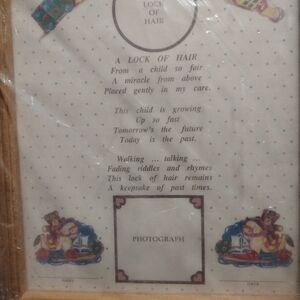 LOCK
OF
HAIR
A LOCK OF HAIR
From a child so fair
A miracle from above
Placed gently in my care.
This child is growing
Up so fast
Tomorrow's the future
Today is the past.
Walking ... talking ...
Fading riddles and rhymes
This lock of hair remains
A keepsake of past times.
PHOTOGRAPH